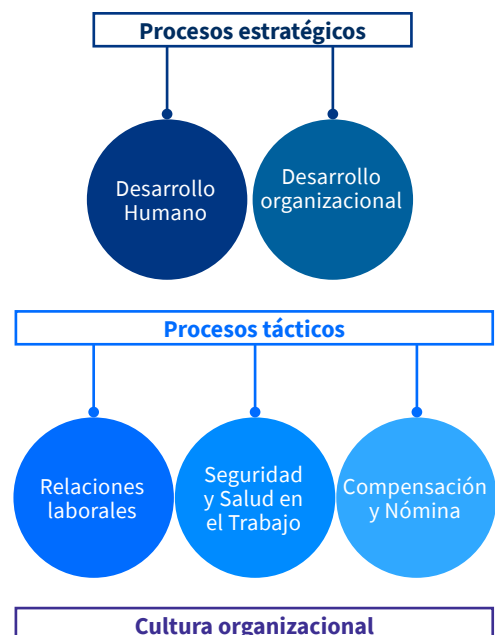 Procesos estratégicos
Desarrollo
Humano
Desarrollo
organizacional
Procesos tácticos
Relaciones
laborales
Seguridad
y Salud en
el Trabajo
Compensación
y Nómina
Cultura organizacional